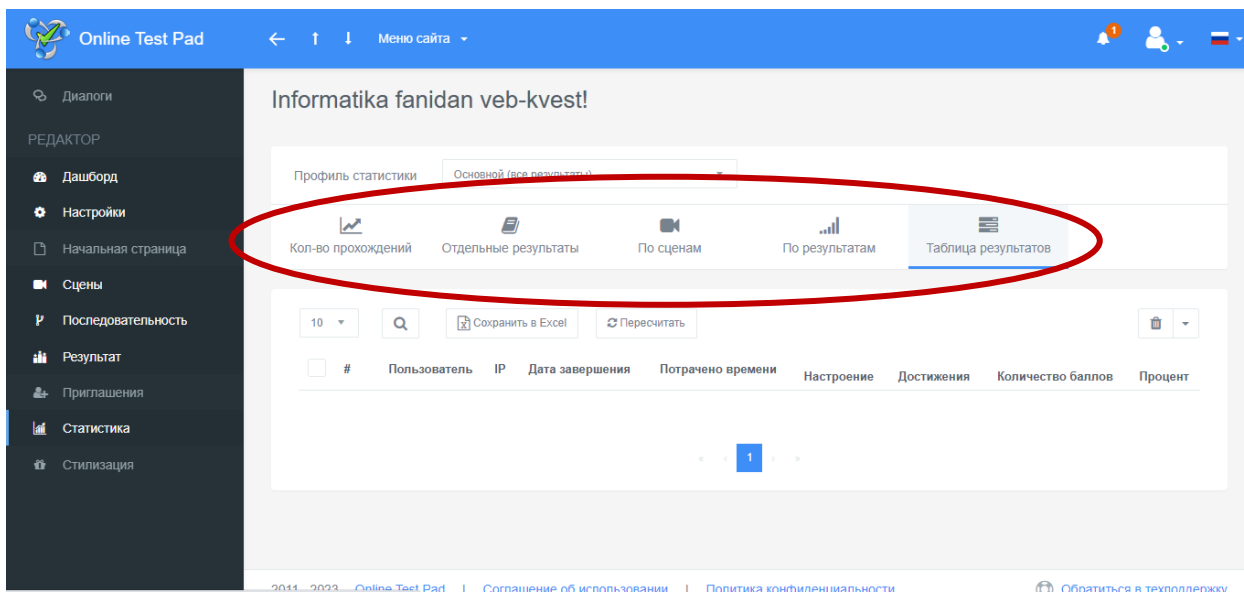 Online Test Pad
Меню сайта
1
Диалоги
РЕДАКТОР
Дашборд
Настройки
Начальная страница
Сцены
Последовательность
Результат
Приглашения
Статистика
Стилизация
Informatika fanidan veb-kvest!
Профиль статистики Основной (все результаты)
Кол-во прохождений Отдельные результаты По сценам По результатам Таблица результатов
10 Сохранить в Excel Пересчитать
# Пользователь IP Дата завершения Потрачено времени Настроение Достижения Количество баллов Процент
« ‹ 1 › »
2011 - 2023 Online Test Pad | Соглашение об использовании | Политика конфиденциальности Обратиться в техподдержку